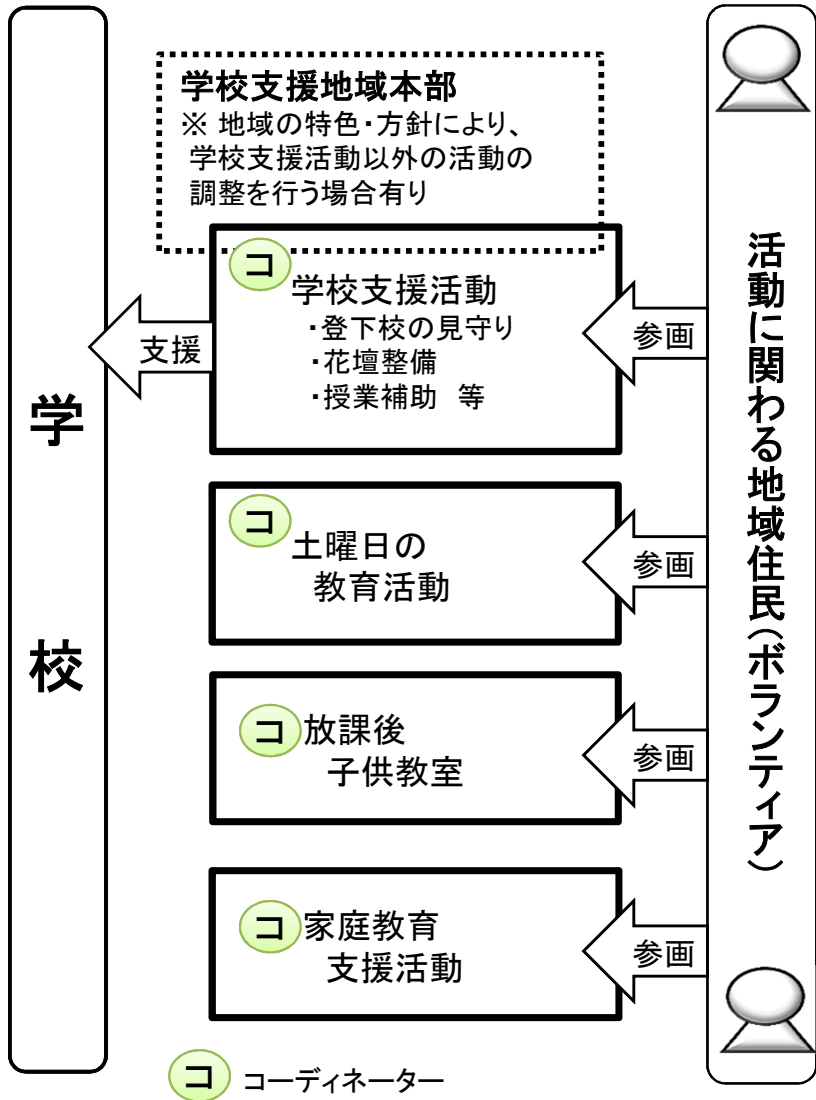 学校支援地域本部
※ 地域の特色・方針により、
学校支援活動以外の活動の
調整を行う場合有り
コ
学校支援活動
・登下校の見守り
・花壇整備
・授業補助　等
支援
参画
学校
コ
土曜日の
教育活動
参画
コ
放課後
子供教室
参画
コ
家庭教育
支援活動
参画
活動に関わる地域住民(ボランティア)
コ コーディネーター